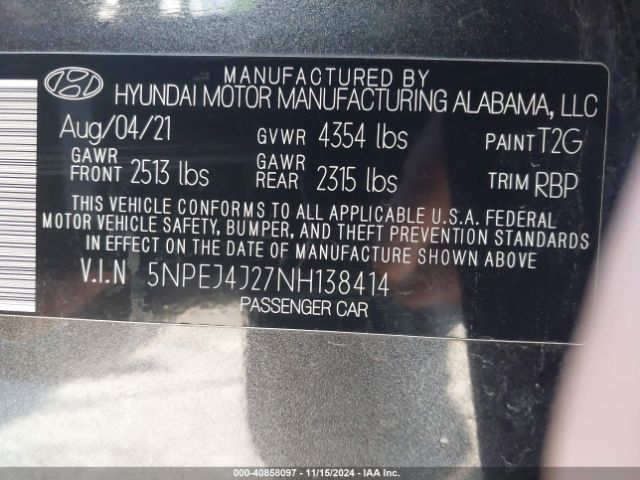 MANUFACTURED BY
HYUNDAI MOTOR MANUFACTURING ALABAMA, LLC
Aug/04/21 GVWR 4354 lbs PAINT T2G
GAWR FRONT 2513 lbs GAWR REAR 2315 lbs TRIM RBP
THIS VEHICLE CONFORMS TO ALL APPLICABLE U.S.A. FEDERAL
MOTOR VEHICLE SAFETY, BUMPER, AND THEFT PREVENTION STANDARDS
IN EFFECT ON THE DATE OF MANUFACTURE SHOWN ABOVE
V.I.N 5NPEJ4J27NH138414
PASSENGER CAR
000-40858097 - 11/15/2024 - IAA Inc.